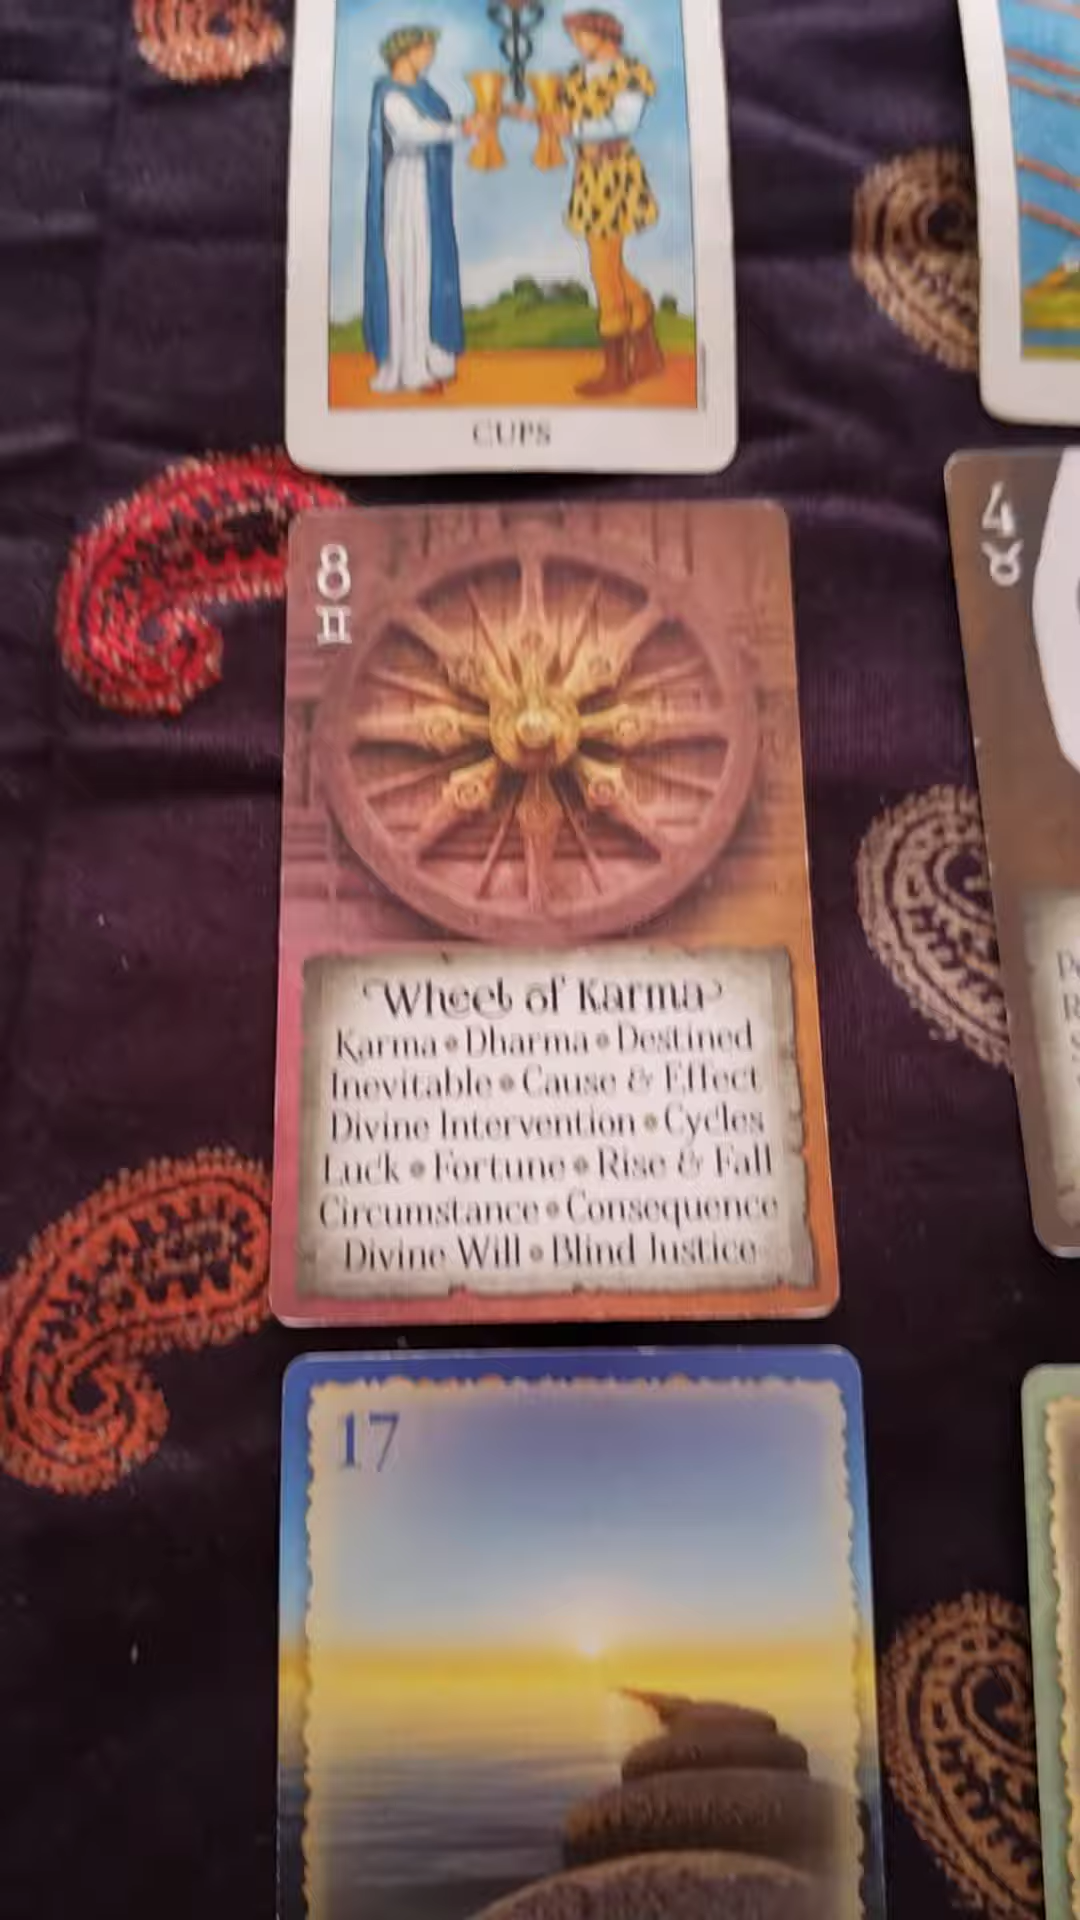 CUPS
8
♊
4
♉
Wheel of Karma
Karma • Dharma • Destined
Inevitable • Cause & Effect
Divine Intervention • Cycles
Luck • Fortune • Rise & Fall
Circumstance • Consequence
Divine Will • Blind Justice
17